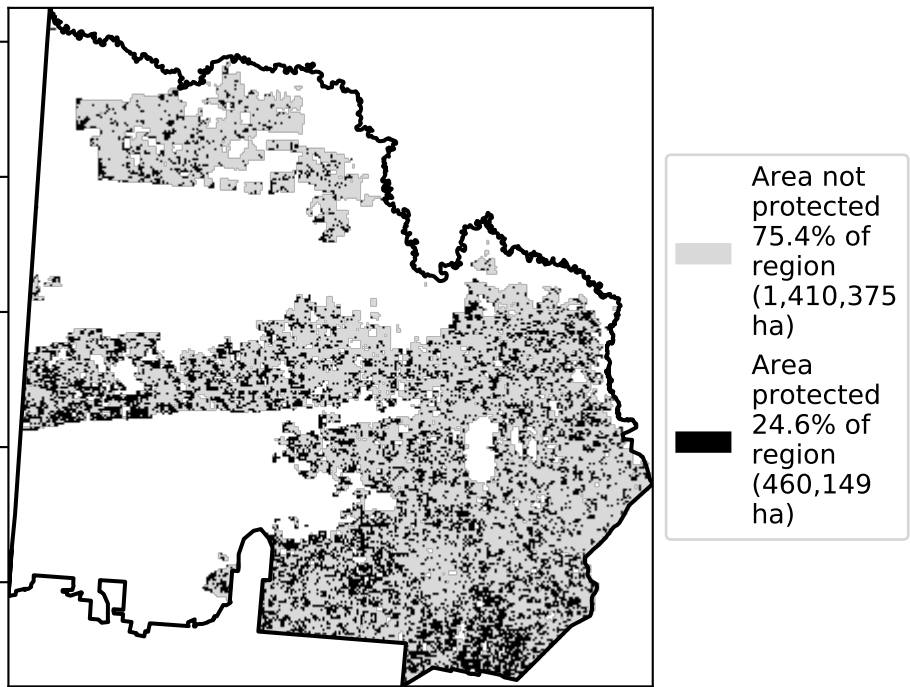 Area not
protected
75.4% of
region
(1,410,375
ha)
Area
protected
24.6% of
region
(460,149
ha)